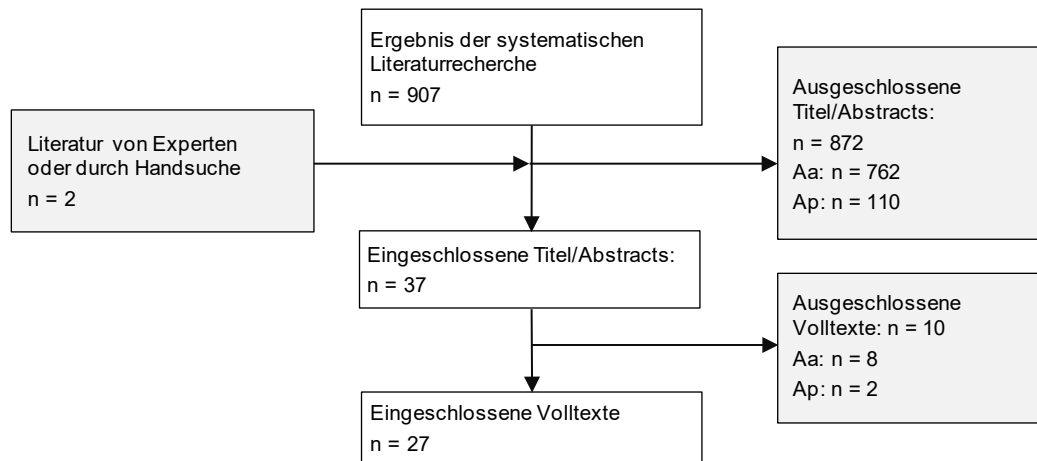 Ergebnis der systematischen
Literaturrecherche
n = 907
Literatur von Experten
oder durch Handsuche
n = 2
Ausgeschlossene
Titel/Abstracts:
n = 872
Aa: n = 762
Ap: n = 110
Eingeschlossene Titel/Abstracts:
n = 37
Ausgeschlossene
Volltexte: n = 10
Aa: n = 8
Ap: n = 2
Eingeschlossene Volltexte
n = 27